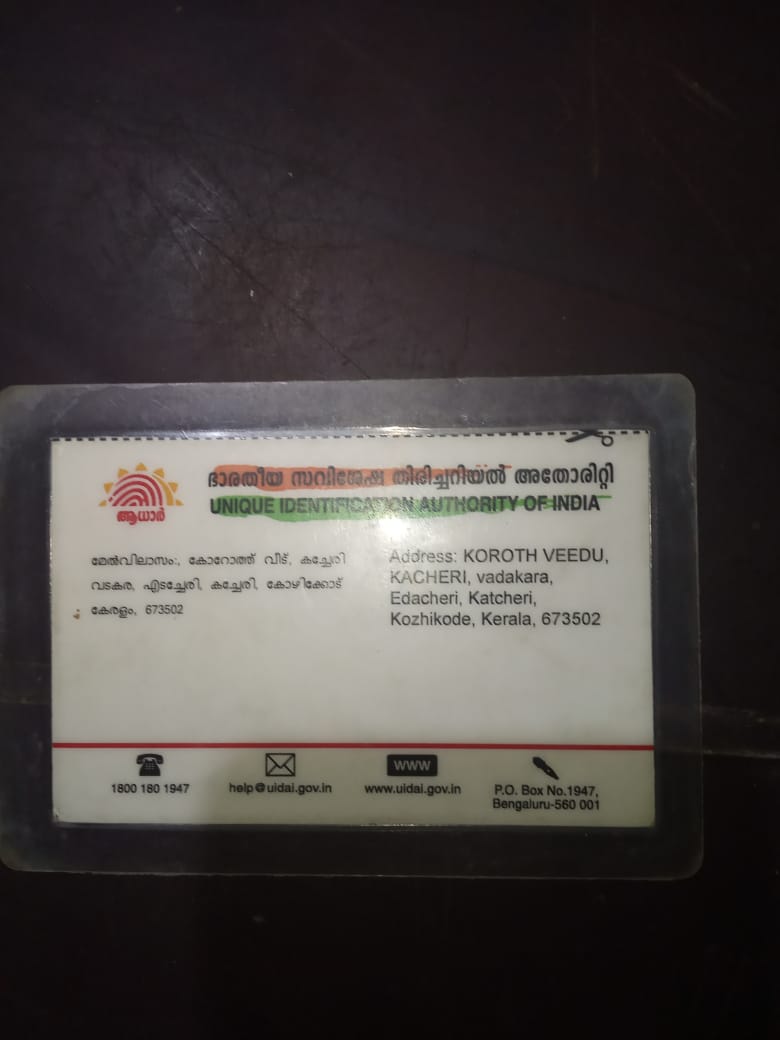 ഭാരതീയ സവിശേഷ തിരിച്ചറിയൽ അതോരിറ്റി
UNIQUE IDENTIFICATION AUTHORITY OF INDIA
ആധാർ
മേൽവിലാസം:, കോറോത്ത് വീട്, കച്ചേരി
വടകര, എടച്ചേരി, കച്ചേരി, കോഴിക്കോട്
കേരളം, 673502
Address: KOROTH VEEDU,
KACHERI, vadakara,
Edacheri, Katcheri,
Kozhikode, Kerala, 673502
1800 180 1947
help@uidai.gov.in
WWW
www.uidai.gov.in
P.O. Box No.1947,
Bengaluru-560 001